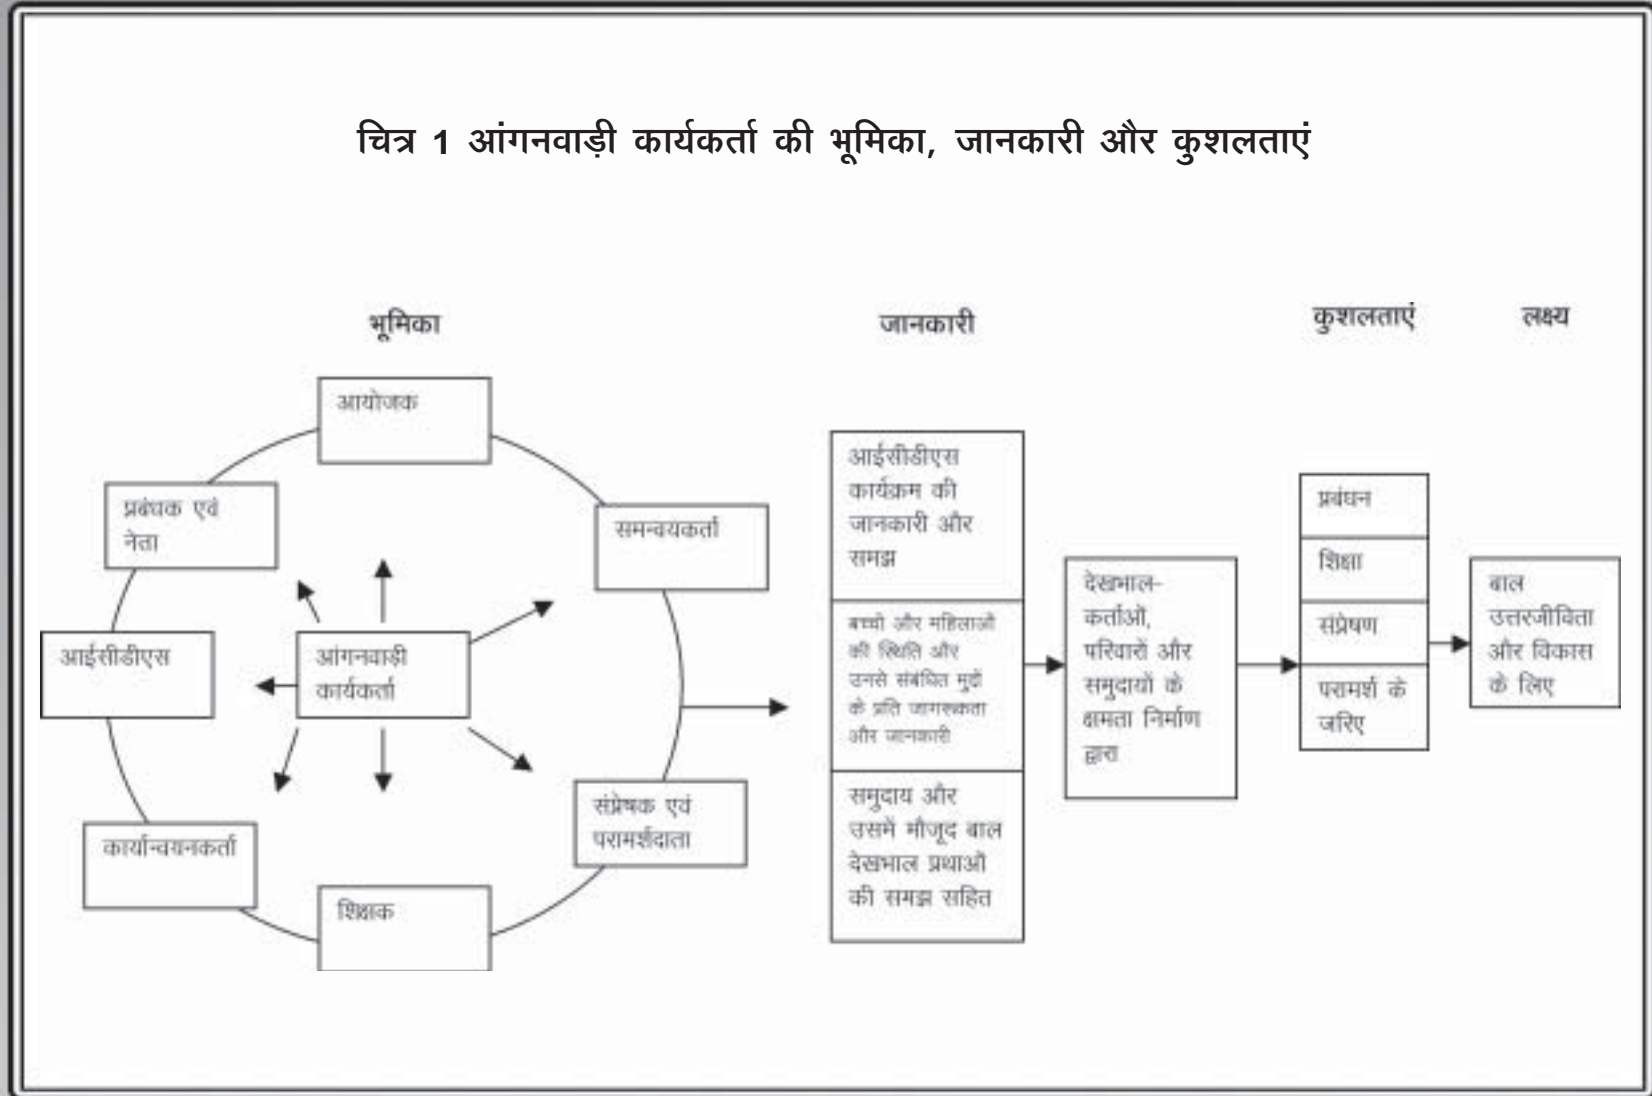 चित्र 1 आंगनवाड़ी कार्यकर्ता की भूमिका, जानकारी और कुशलताएं
भूमिका
आयोजक
प्रबंधक एवं
नेता
समन्वयकर्ता
आईसीडीएस
आंगनवाड़ी
कार्यकर्ता
संप्रेषक एवं
परामर्शदाता
कार्यान्वयनकर्ता
शिक्षक
जानकारी
आईसीडीएस
कार्यक्रम की
जानकारी और
समझ
बच्चो और महिलाओं
की स्थिति और
उनसे संबंधित मुद्दों
के प्रति जागरूकता
और जानकारी
समुदाय और
उसमें मौजूद बाल
देखभाल प्रथाओं
की समझ सहित
देखभाल-
कर्ताओं,
परिवारों और
समुदायों के
क्षमता निर्माण
द्वारा
कुशलताएं
प्रबंधन
शिक्षा
संप्रेषण
परामर्श के
जरिए
लक्ष्य
बाल
उत्तरजीविता
और विकास
के लिए